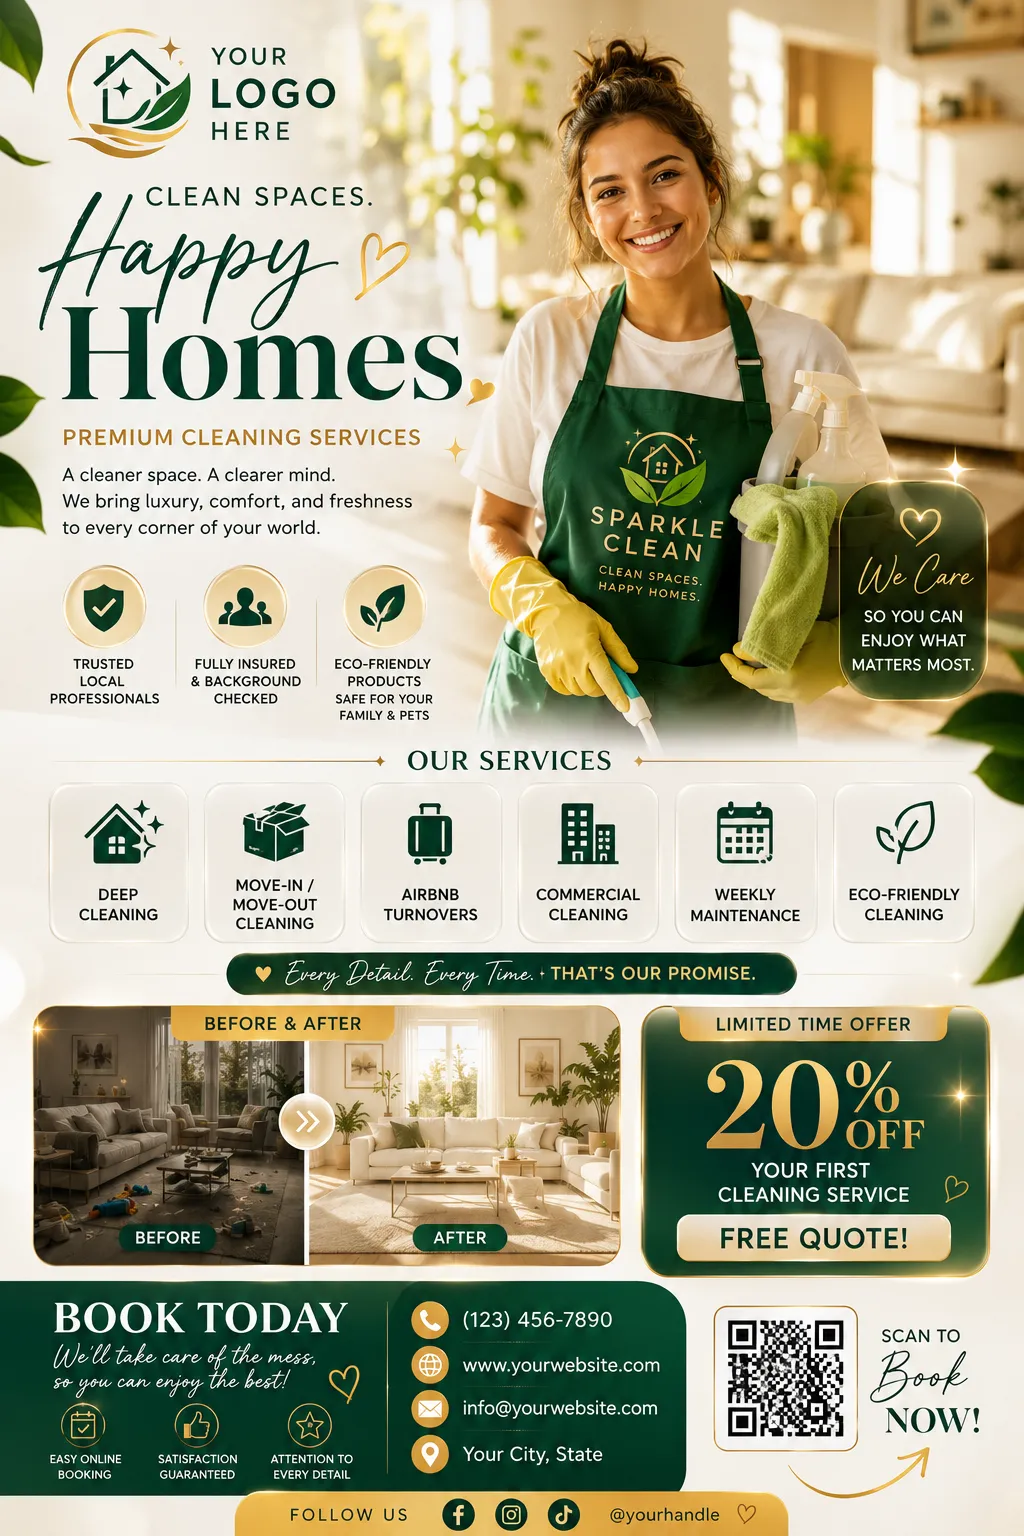 YOUR
LOGO
HERE
CLEAN SPACES.
Happy
Homes
PREMIUM CLEANING SERVICES
A cleaner space. A clearer mind.
We bring luxury, comfort, and freshness
to every corner of your world.
TRUSTED
LOCAL
PROFESSIONALS
FULLY INSURED
& BACKGROUND
CHECKED
ECO-FRIENDLY
PRODUCTS
SAFE FOR YOUR
FAMILY & PETS
SPARKLE
CLEAN
CLEAN SPACES.
HAPPY HOMES.
We Care
SO YOU CAN
ENJOY WHAT
MATTERS MOST.
OUR SERVICES
DEEP
CLEANING
MOVE-IN /
MOVE-OUT
CLEANING
AIRBNB
TURNOVERS
COMMERCIAL
CLEANING
WEEKLY
MAINTENANCE
ECO-FRIENDLY
CLEANING
Every Detail. Every Time. THAT'S OUR PROMISE.
BEFORE & AFTER
BEFORE
AFTER
LIMITED TIME OFFER
20% OFF
YOUR FIRST
CLEANING SERVICE
FREE QUOTE!
BOOK TODAY
We'll take care of the mess,
so you can enjoy the best!
EASY ONLINE
BOOKING
SATISFACTION
GUARANTEED
ATTENTION TO
EVERY DETAIL
(123) 456-7890
www.yourwebsite.com
info@yourwebsite.com
Your City, State
SCAN TO
Book
NOW!
FOLLOW US
@yourhandle